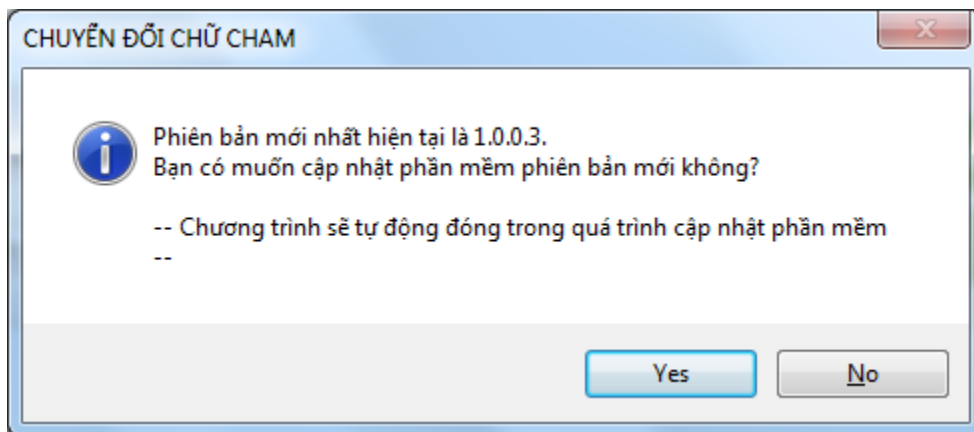 CHUYỂN ĐỔI CHỮ CHAM
Phiên bản mới nhất hiện tại là 1.0.0.3.
Bạn có muốn cập nhật phần mềm phiên bản mới không?
-- Chương trình sẽ tự động đóng trong quá trình cập nhật phần mềm
--
Yes
No